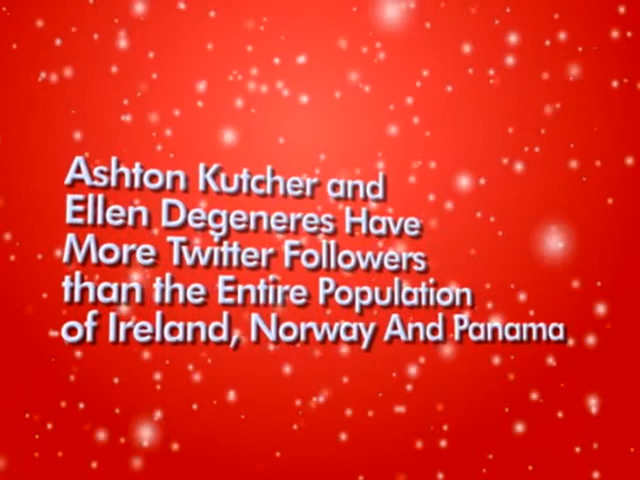 Ashton Kutcher and
Ellen Degeneres Have
More Twitter Followers
than the Entire Population
of Ireland, Norway And Panama